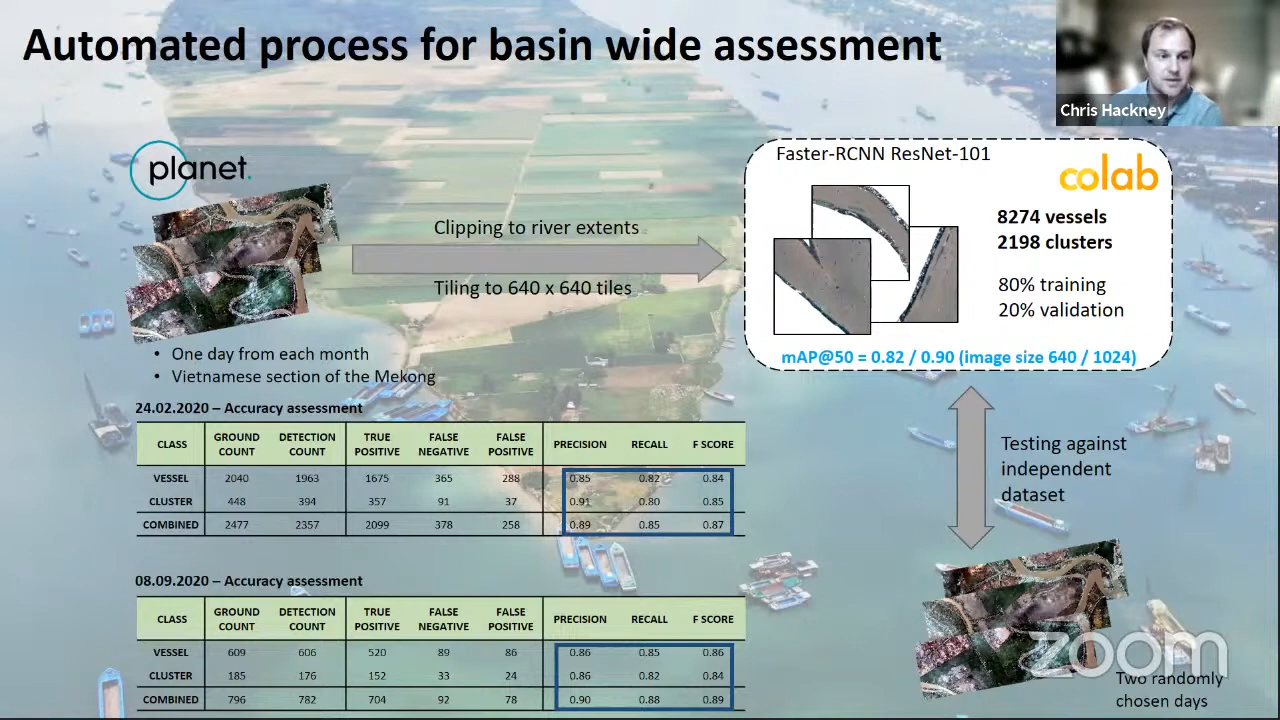 Automated process for basin wide assessment
Chris Hackney
planet.
Clipping to river extents
Tiling to 640 x 640 tiles
• One day from each month
• Vietnamese section of the Mekong
Faster-RCNN ResNet-101
colab
8274 vessels
2198 clusters
80% training
20% validation
mAP@50 = 0.82 / 0.90 (image size 640 / 1024)
24.02.2020 – Accuracy assessment
CLASS GROUND COUNT DETECTION COUNT TRUE POSITIVE FALSE NEGATIVE FALSE POSITIVE PRECISION RECALL F SCORE
VESSEL 2040 1963 1675 365 288 0.85 0.82 0.84
CLUSTER 448 394 357 91 37 0.91 0.80 0.85
COMBINED 2477 2357 2099 378 258 0.89 0.85 0.87
08.09.2020 – Accuracy assessment
CLASS GROUND COUNT DETECTION COUNT TRUE POSITIVE FALSE NEGATIVE FALSE POSITIVE PRECISION RECALL F SCORE
VESSEL 609 606 520 89 86 0.86 0.85 0.86
CLUSTER 185 176 152 33 24 0.86 0.82 0.84
COMBINED 796 782 704 92 78 0.90 0.88 0.89
Testing against
independent
dataset
zoom
Two randomly
chosen days